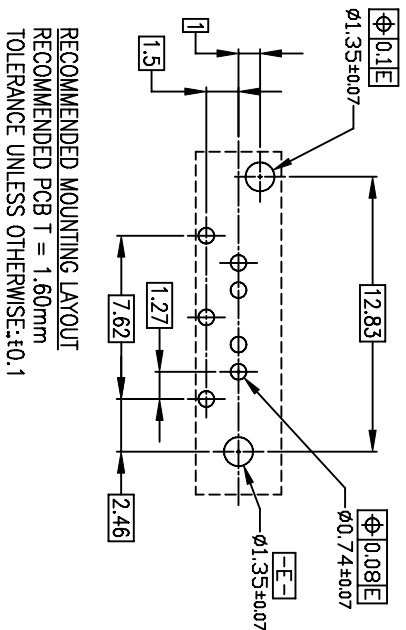 ⌖ 0.1 E
Ø1.35±0.07
12.83
⌖ 0.08 E
Ø0.74±0.07
-E-
Ø1.35±0.07
1
1.5
1.27
7.62
2.46
RECOMMENDED MOUNTING LAYOUT
RECOMMENDED PCB T = 1.60mm
TOLERANCE UNLESS OTHERWISE:±0.1